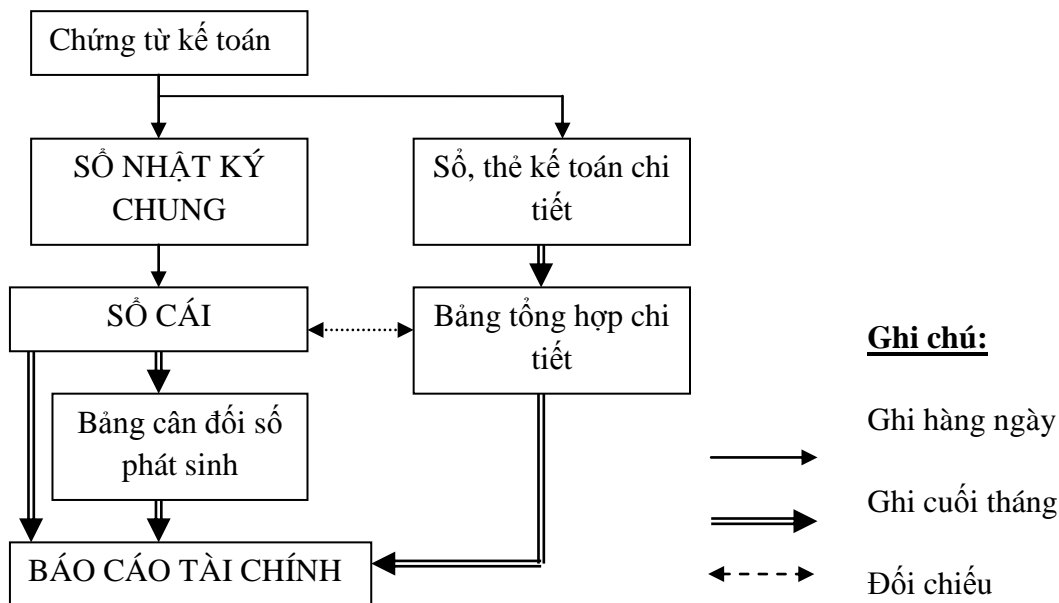 Chứng từ kế toán
SỔ NHẬT KÝ
CHUNG
Sổ, thẻ kế toán chi
tiết
SỔ CÁI
Bảng tổng hợp chi
tiết
Bảng cân đối số
phát sinh
BÁO CÁO TÀI CHÍNH
Ghi chú:
Ghi hàng ngày
Ghi cuối tháng
Đối chiếu